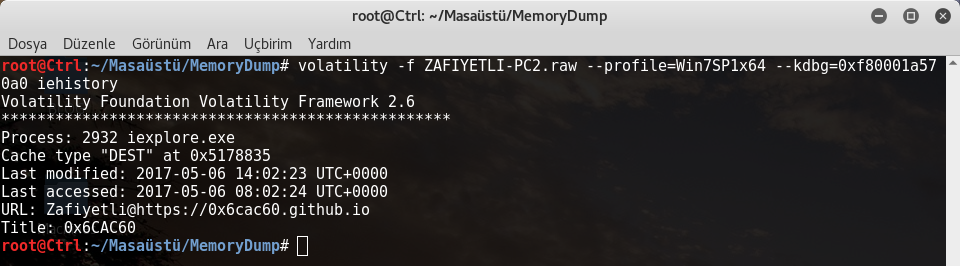 root@Ctrl: ~/Masaüstü/MemoryDump
Dosya Düzenle Görünüm Ara Uçbirim Yardım
root@Ctrl:~/Masaüstü/MemoryDump# volatility -f ZAFIYETLI-PC2.raw --profile=Win7SP1x64 --kdbg=0xf80001a57
0a0 iehistory
Volatility Foundation Volatility Framework 2.6
**************************************************
Process: 2932 iexplore.exe
Cache type "DEST" at 0x5178835
Last modified: 2017-05-06 14:02:23 UTC+0000
Last accessed: 2017-05-06 08:02:24 UTC+0000
URL: Zafiyetli@https://0x6cac60.github.io
Title: 0x6CAC60
root@Ctrl:~/Masaüstü/MemoryDump#